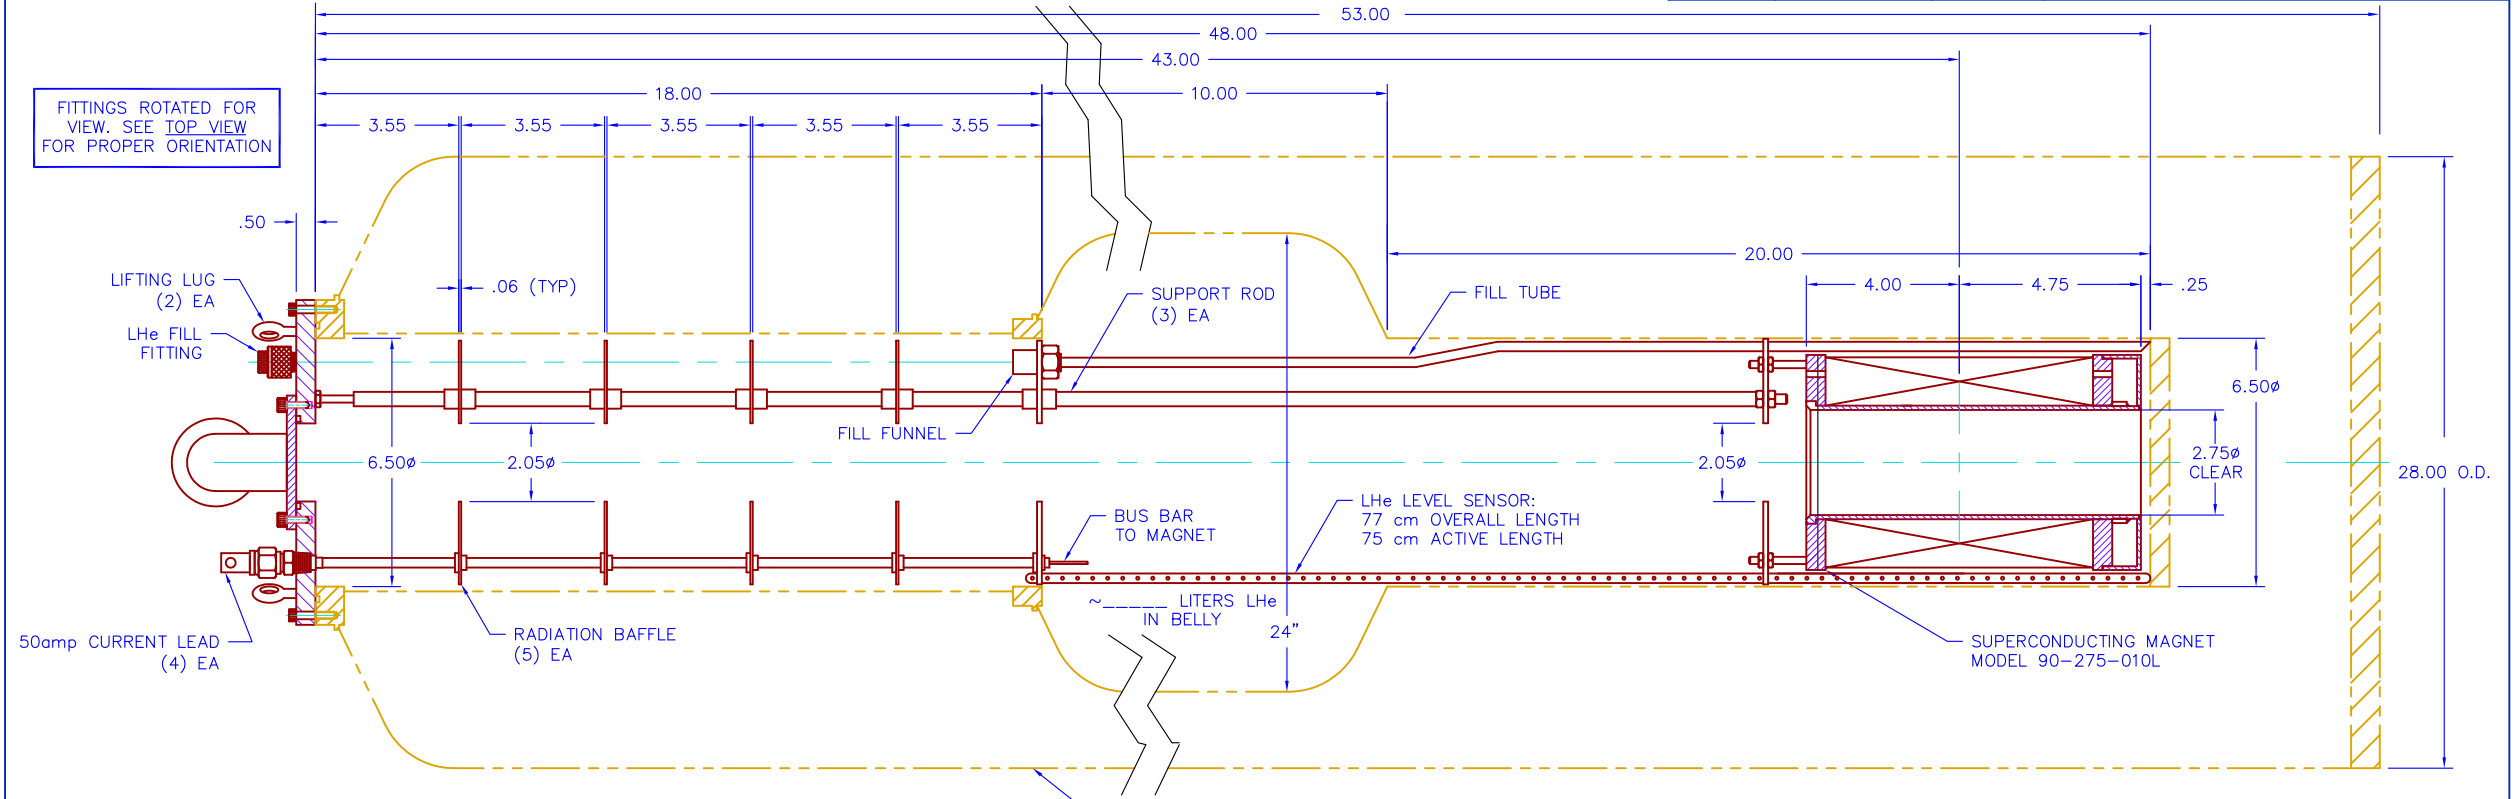 53.00
48.00
43.00
18.00
10.00
FITTINGS ROTATED FOR
VIEW. SEE TOP VIEW
FOR PROPER ORIENTATION
3.55
3.55
3.55
3.55
3.55
.50
20.00
LIFTING LUG
(2) EA
.06 (TYP)
SUPPORT ROD
(3) EA
FILL TUBE
4.00
4.75
.25
LHe FILL
FITTING
6.50ø
FILL FUNNEL
6.50ø
2.05ø
2.05ø
2.75ø
CLEAR
28.00 O.D.
LHe LEVEL SENSOR:
77 cm OVERALL LENGTH
75 cm ACTIVE LENGTH
BUS BAR
TO MAGNET
~_____ LITERS LHe
IN BELLY
24"
50amp CURRENT LEAD
(4) EA
RADIATION BAFFLE
(5) EA
SUPERCONDUCTING MAGNET
MODEL 90-275-010L